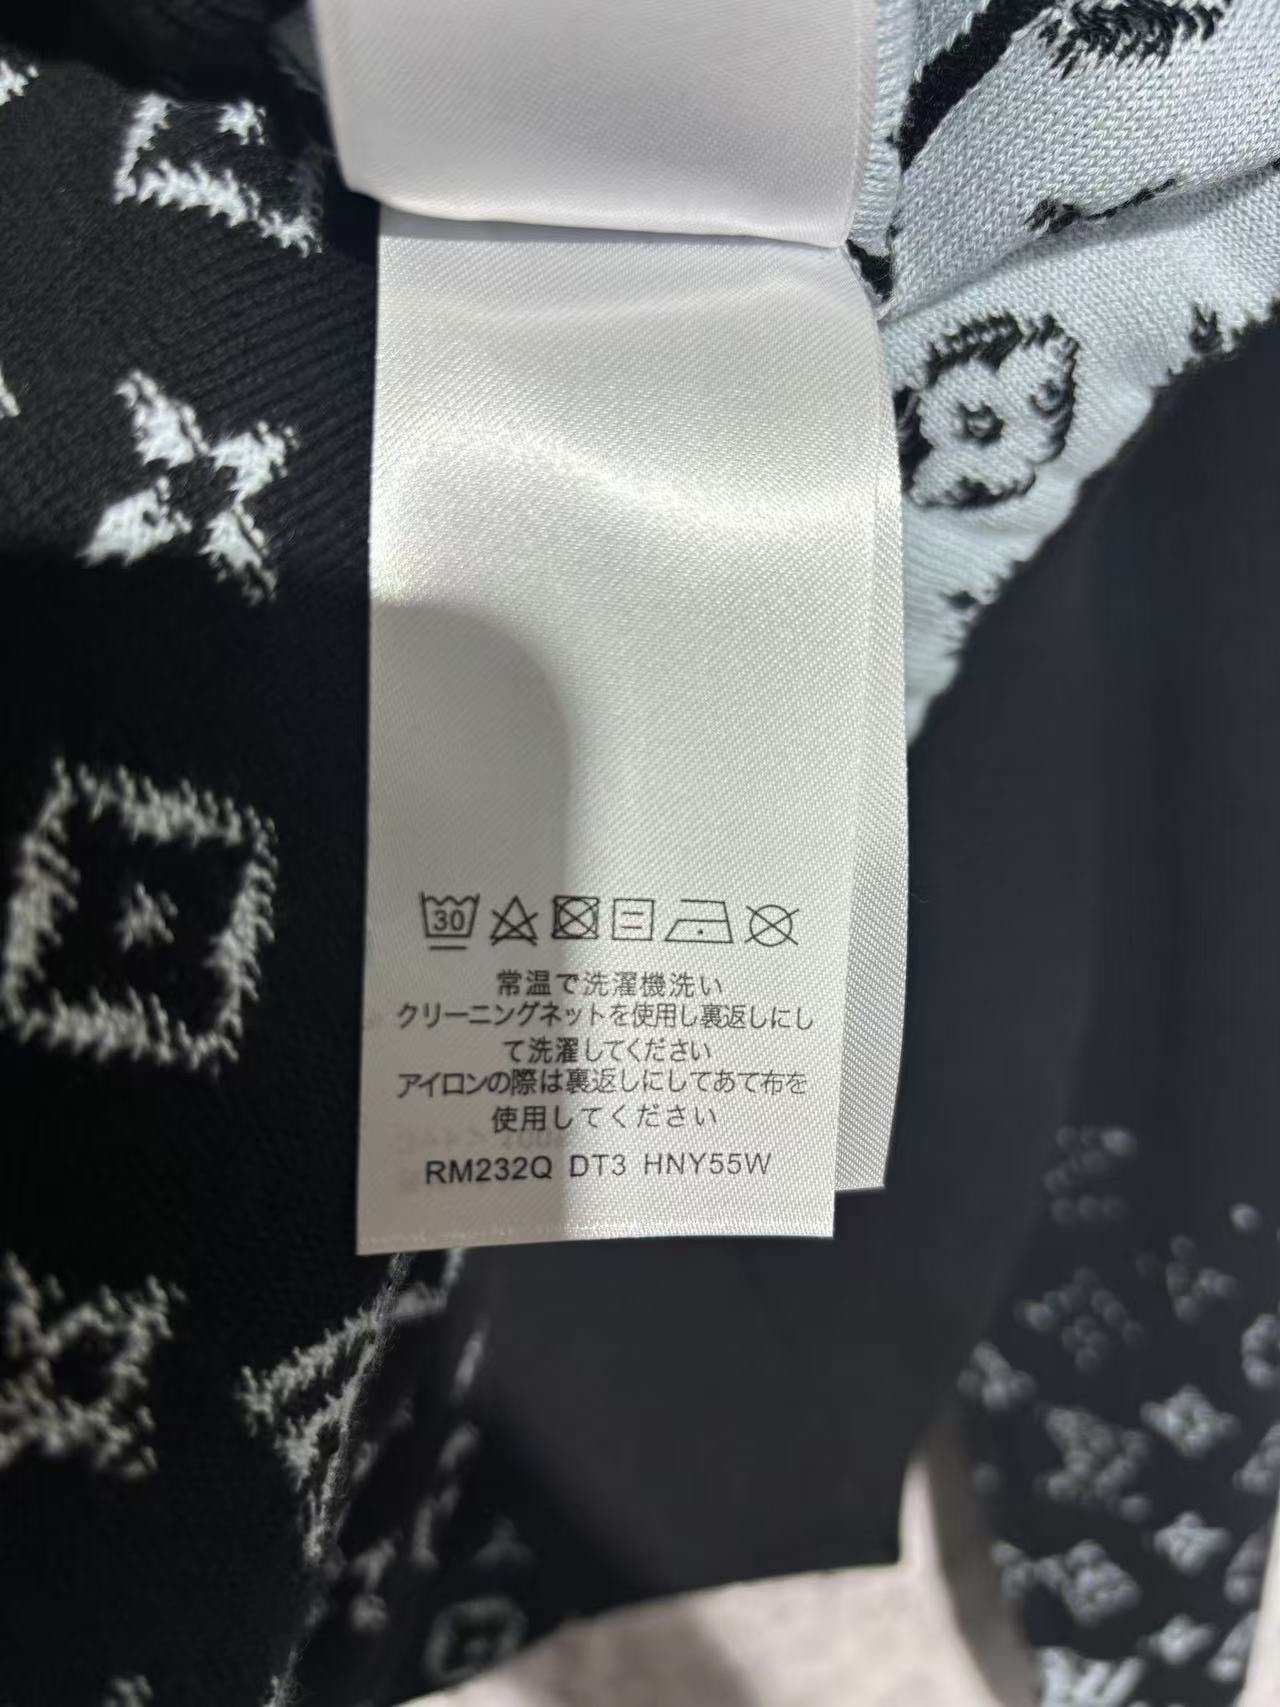 30
常温で洗濯機洗い
クリーニングネットを使用し裏返しにし
て洗濯してください
アイロンの際は裏返しにしてあて布を
使用してください
RM232Q DT3 HNY55W